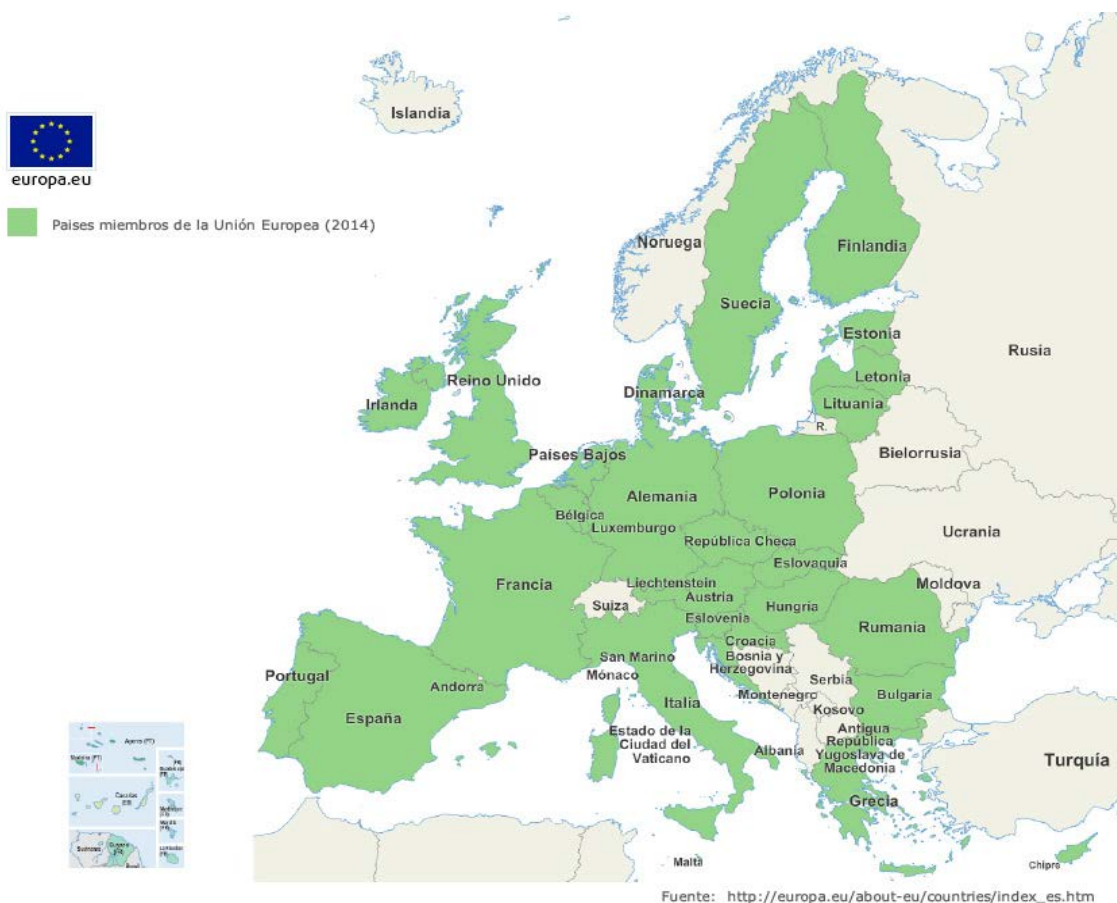 Islandia
europa.eu
Paises miembros de la Unión Europea (2014)
Noruega
Finlandia
Suecia
Estonia
Rusia
Letonia
Reino Unido
Dinamarca
Irlanda
Lituania
R.
Bielorrusia
Países Bajos
Alemania
Polonia
Bélgica
Luxemburgo
Ucrania
República Checa
Eslovaquia
Francia
Liechtenstein
Moldova
Austria
Suiza
Hungría
Eslovenia
Rumanía
Croacia
San Marino
Bosnia y
Herzegovina
Portugal
Mónaco
Serbia
Andorra
Montenegro
Bulgaria
España
Italia
Kosovo
Estado de la
Ciudad del
Vaticano
Albania
Antigua
República
Yugoslava de
Macedonia
Turquía
Grecia
Malta
Chipre
Fuente: http://europa.eu/about-eu/countries/index_es.htm